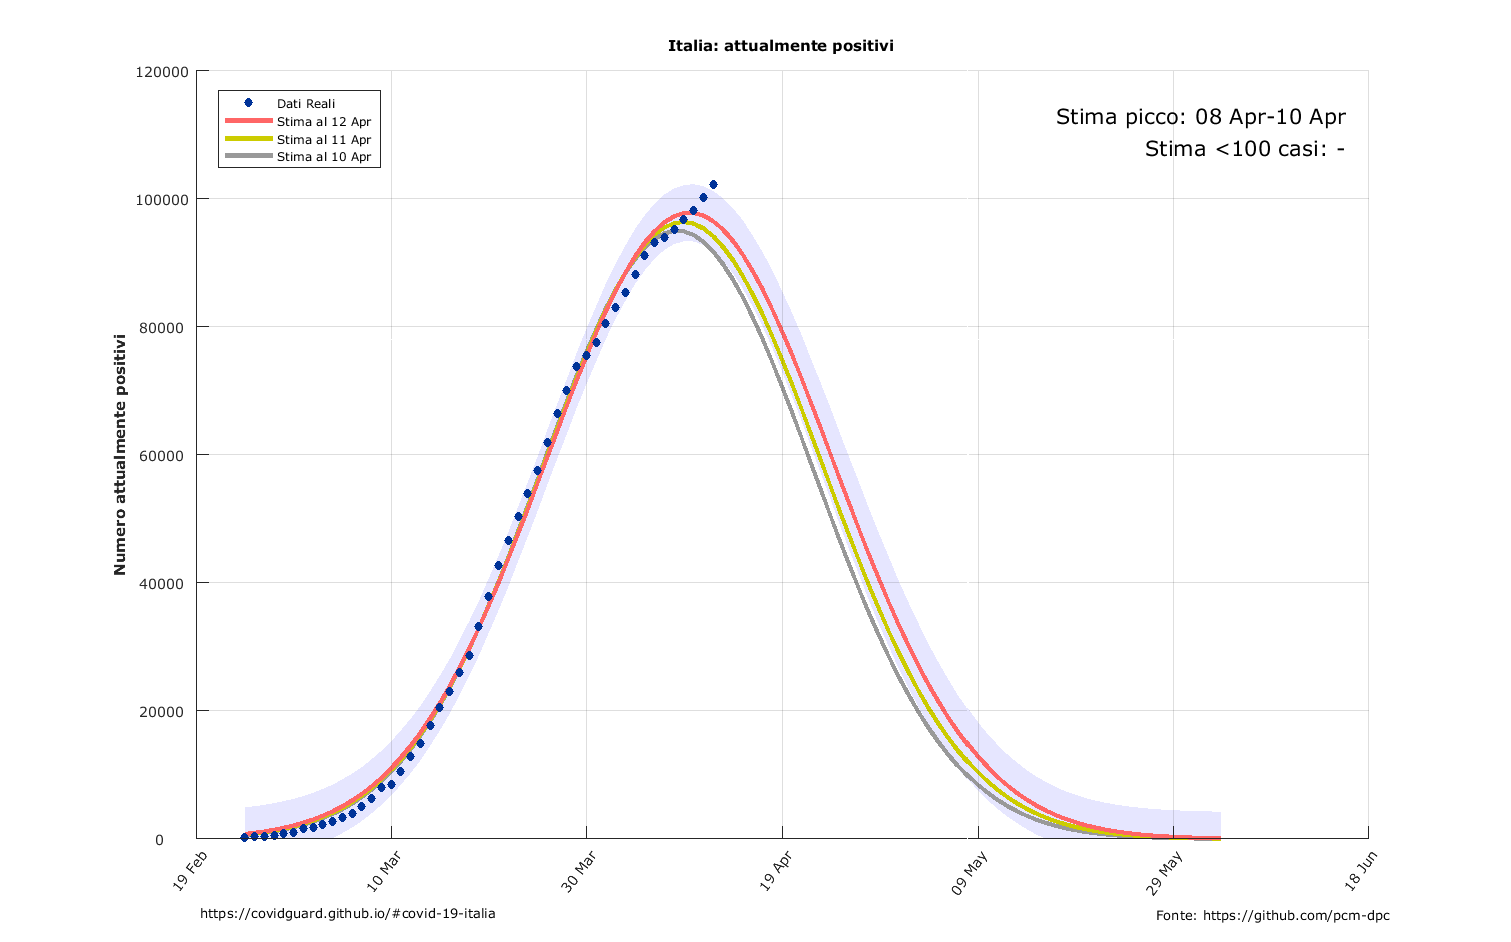 Italia: attualmente positivi
120000
100000
80000
60000
40000
20000
0
Numero attualmente positivi
Dati Reali
Stima al 12 Apr
Stima al 11 Apr
Stima al 10 Apr
Stima picco: 08 Apr-10 Apr
Stima <100 casi: -
19 Feb
10 Mar
30 Mar
19 Apr
09 May
29 May
18 Jun
https://covidguard.github.io/#covid-19-italia
Fonte: https://github.com/pcm-dpc